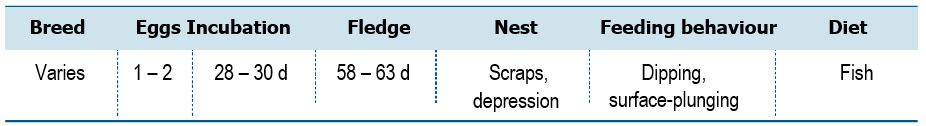 Breed Eggs Incubation Fledge Nest Feeding behaviour Diet
Varies 1 – 2 28 – 30 d 58 – 63 d Scraps, Dipping, Fish
depression surface-plunging